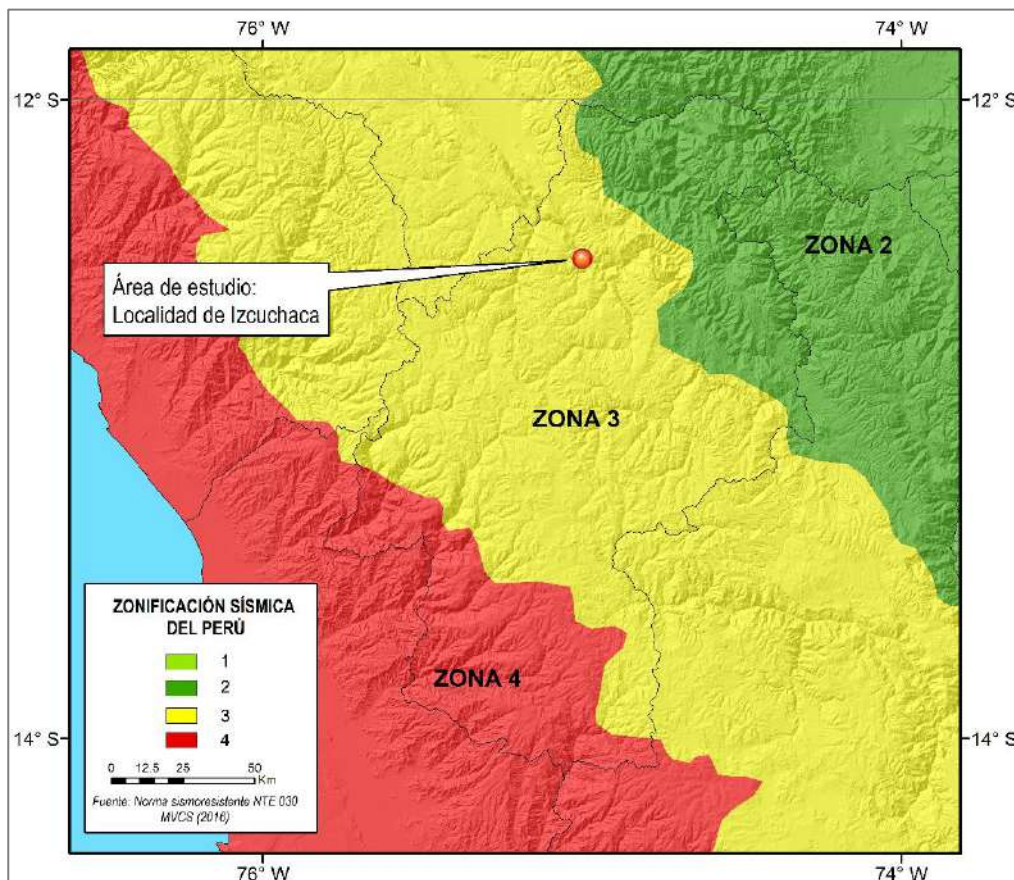 76° W
74° W
12° S
12° S
ZONA 2
Área de estudio:
Localidad de Izcuchaca
ZONA 3
ZONIFICACIÓN SÍSMICA
DEL PERÚ
1
2
3
4
0 12.5 25 50
Km
Fuente: Norma sismoresistente NTE 030
MVCS (2016)
ZONA 4
14° S
14° S
76° W
74° W